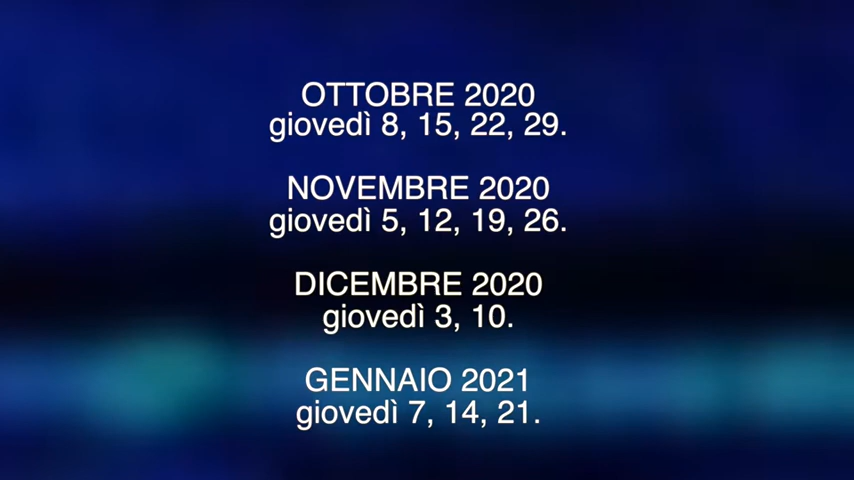 OTTOBRE 2020
giovedì 8, 15, 22, 29.
NOVEMBRE 2020
giovedì 5, 12, 19, 26.
DICEMBRE 2020
giovedì 3, 10.
GENNAIO 2021
giovedì 7, 14, 21.